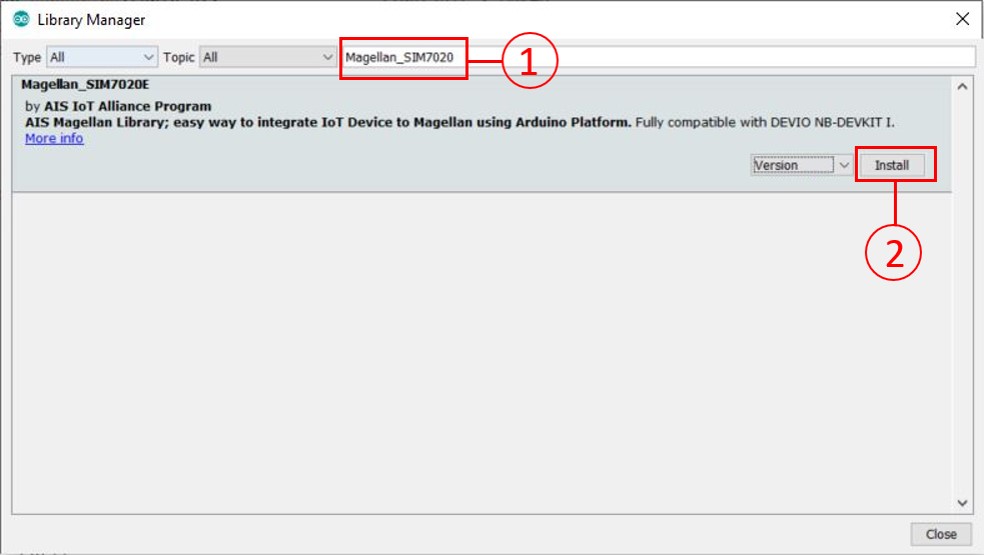 Library Manager
Type All Topic All Magellan_SIM7020
1
Magellan_SIM7020E
by AIS IoT Alliance Program
AIS Magellan Library; easy way to integrate IoT Device to Magellan using Arduino Platform. Fully compatible with DEVIO NB-DEVKIT I.
More info
Version Install
2
Close